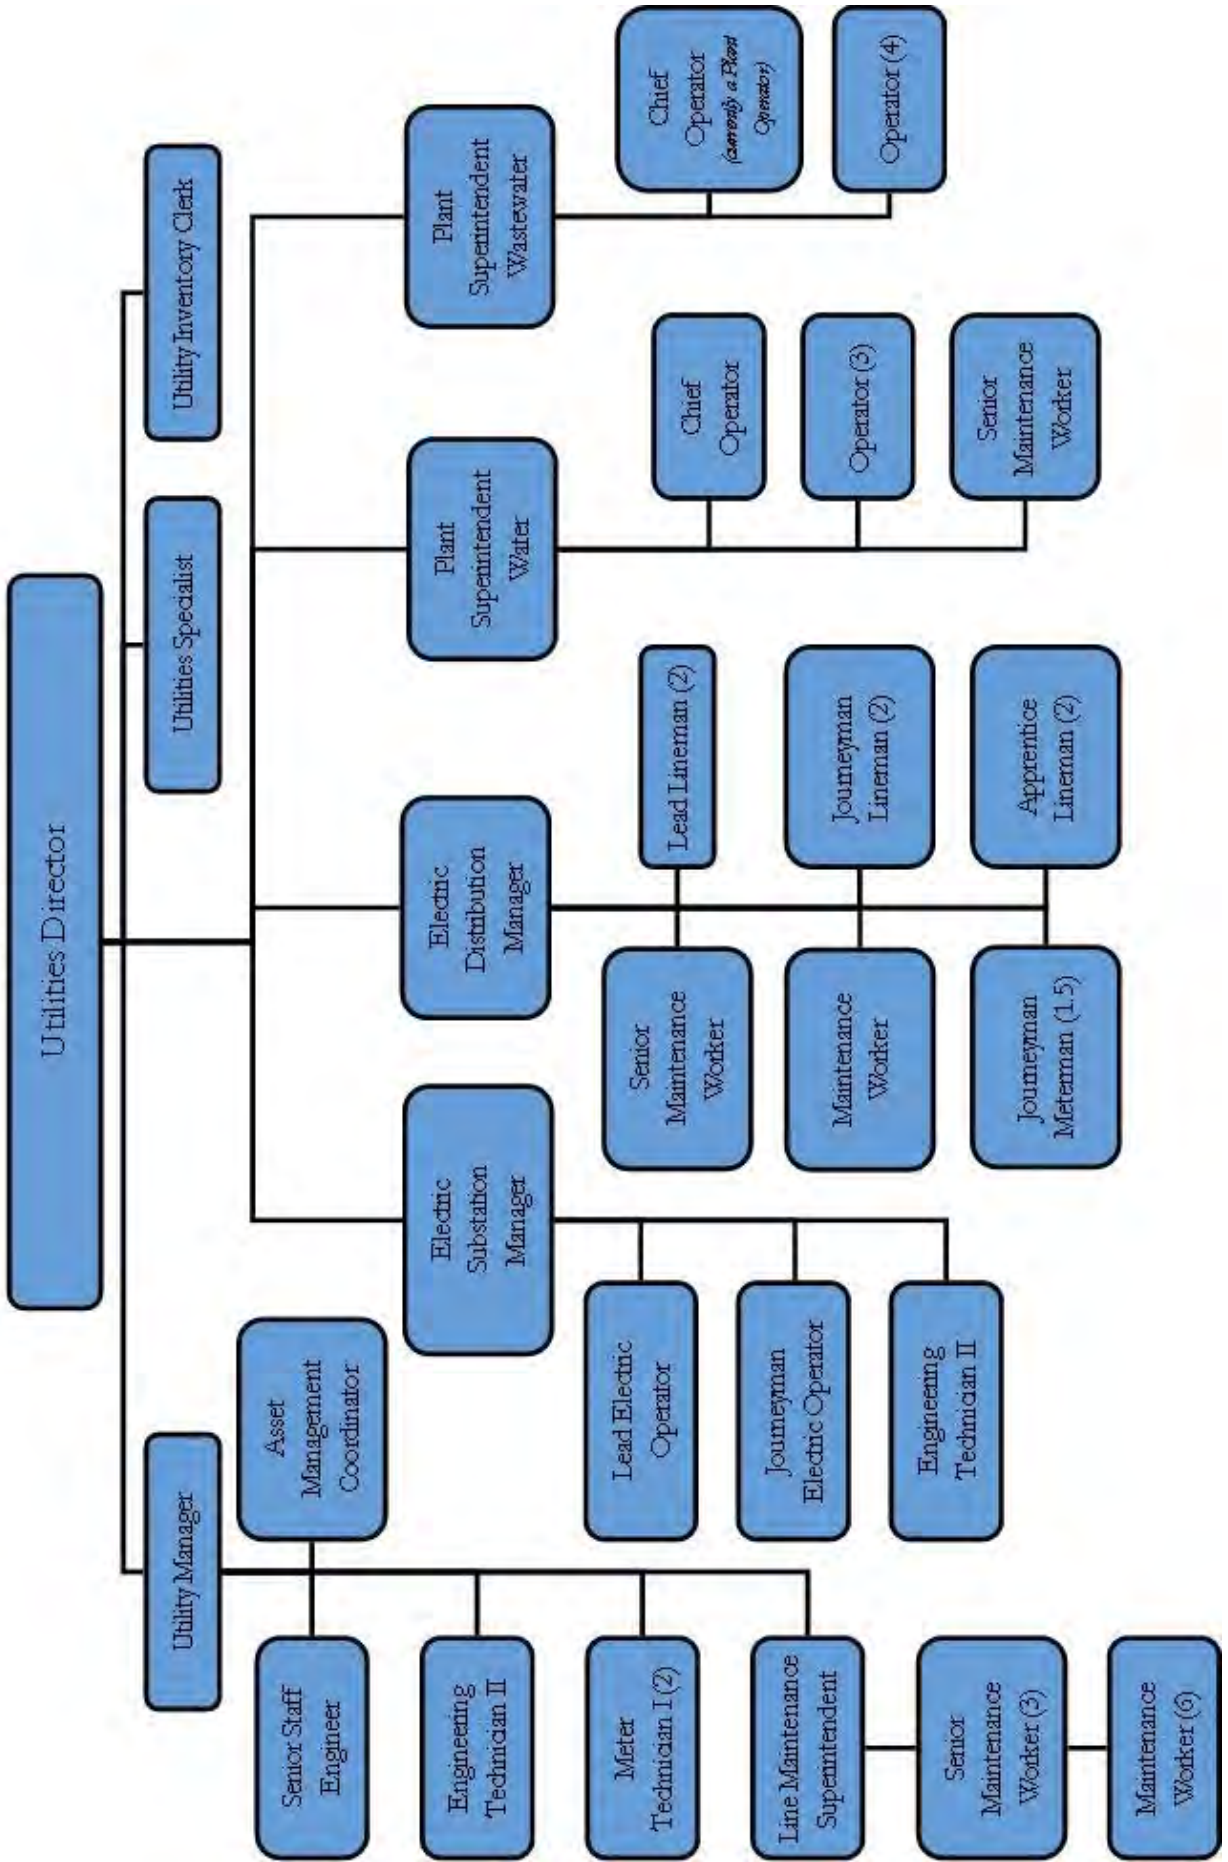 Utilities Director
Utility Manager
Utilities Specialist
Utility Inventory Clerk
Senior Staff
Engineer
Asset
Management
Coordinator
Engineering
Technician II
Meter
Technician I (2)
Line Maintenance
Superintendent
Senior
Maintenance
Worker (3)
Maintenance
Worker (6)
Electric
Substation
Manager
Lead Electric
Operator
Journeyman
Electric Operator
Engineering
Technician II
Electric
Distribution
Manager
Senior
Maintenance
Worker
Lead Lineman (2)
Maintenance
Worker
Journeyman
Lineman (2)
Journeyman
Meterman (1.5)
Apprentice
Lineman (2)
Plant
Superintendent
Water
Chief
Operator
Operator (3)
Senior
Maintenance
Worker
Plant
Superintendent
Wastewater
Chief
Operator
(currently a Plant
Operator)
Operator (4)